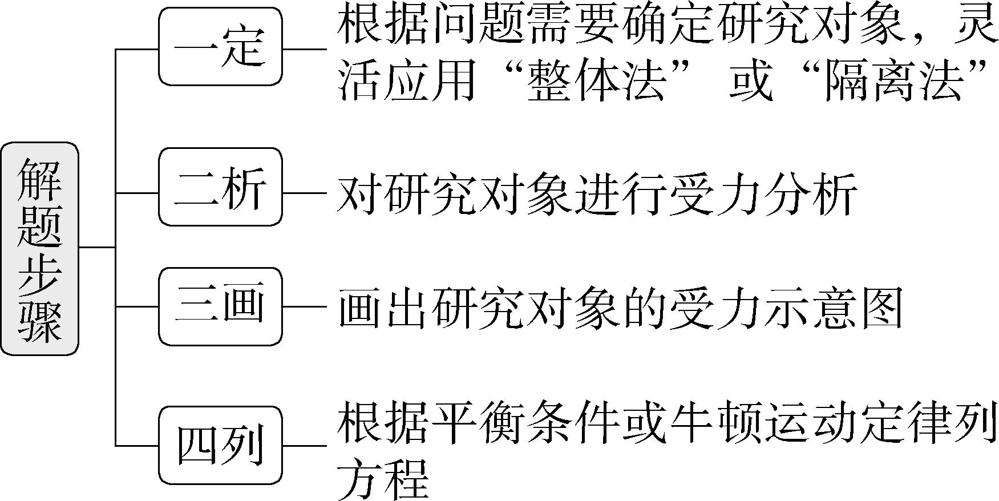 解题步骤
一定
根据问题需要确定研究对象，灵
活应用“整体法”或“隔离法”
二析
对研究对象进行受力分析
三画
画出研究对象的受力示意图
四列
根据平衡条件或牛顿运动定律列
方程